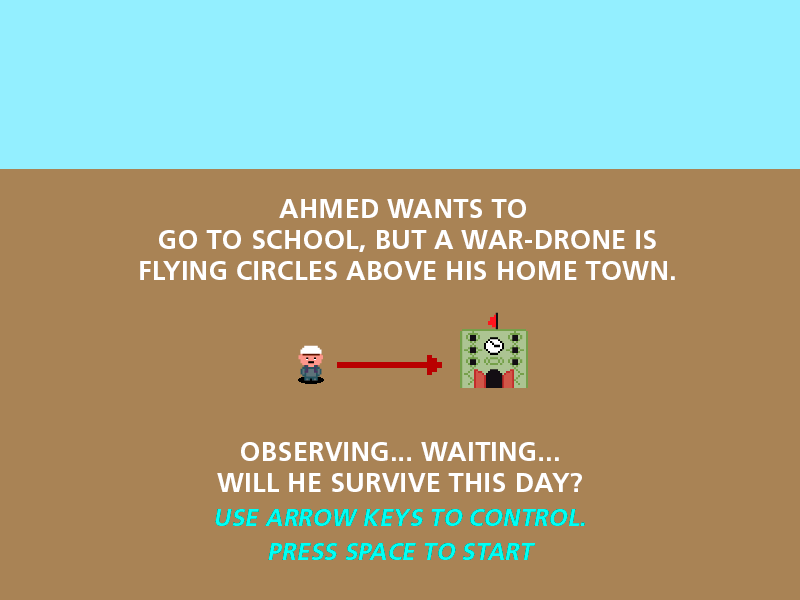 AHMED WANTS TO
GO TO SCHOOL, BUT A WAR-DRONE IS
FLYING CIRCLES ABOVE HIS HOME TOWN.
OBSERVING... WAITING...
WILL HE SURVIVE THIS DAY?
USE ARROW KEYS TO CONTROL.
PRESS SPACE TO START